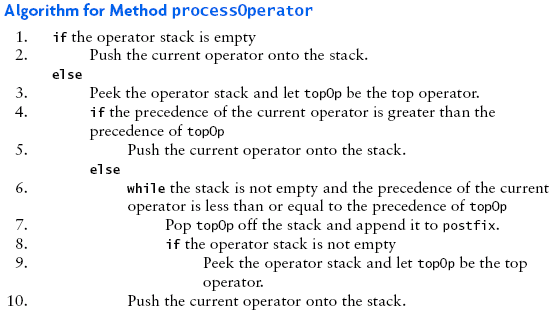 Algorithm for Method processOperator
1. if the operator stack is empty
2. Push the current operator onto the stack.
else
3. Peek the operator stack and let topOp be the top operator.
4. if the precedence of the current operator is greater than the
precedence of topOp
5. Push the current operator onto the stack.
else
6. while the stack is not empty and the precedence of the current
operator is less than or equal to the precedence of topOp
7. Pop topOp off the stack and append it to postfix.
8. if the operator stack is not empty
9. Peek the operator stack and let topOp be the top
operator.
10. Push the current operator onto the stack.